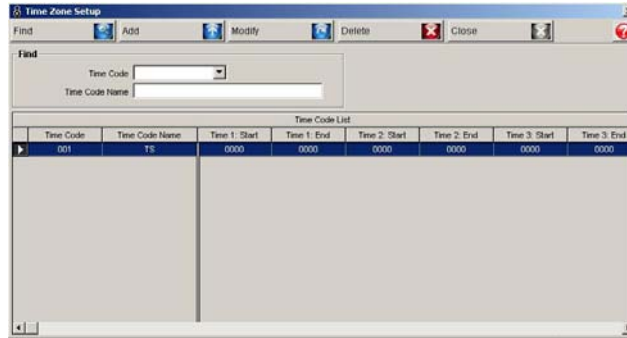 Time Zone Setup
Find Add Modify Delete Close
Find
Time Code
Time Code Name
Time Code List
Time Code Time Code Name Time 1: Start Time 1: End Time 2: Start Time 2: End Time 3: Start Time 3: End
001 TS 0000 0000 0000 0000 0000 0000